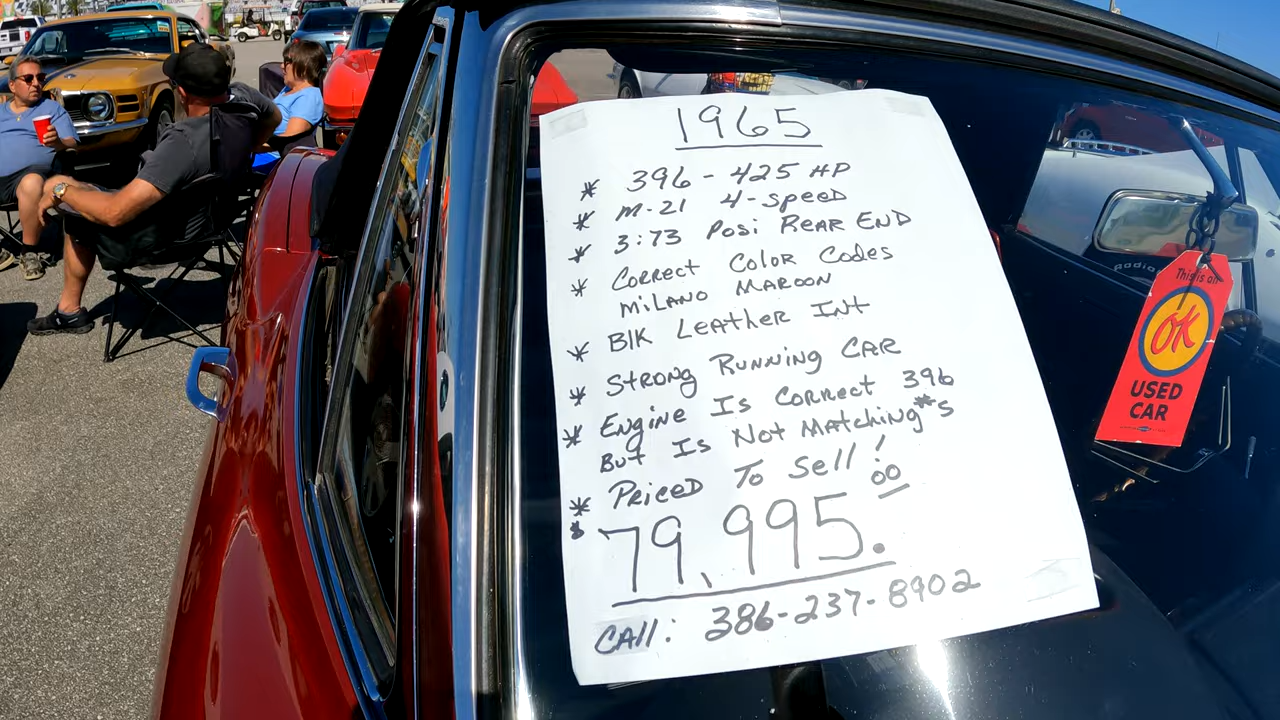 1965
* 396 - 425 HP
* M-21 4-Speed
* 3:73 Posi Rear End
* Correct Color Codes
Milano Maroon
* Blk Leather Int
* Strong Running Car
* Engine Is Correct 396
But Is Not Matching #s
* Priced To Sell!
$79,995.00
Call: 386-237-8902
This is an
OK
USED
CAR
Radio